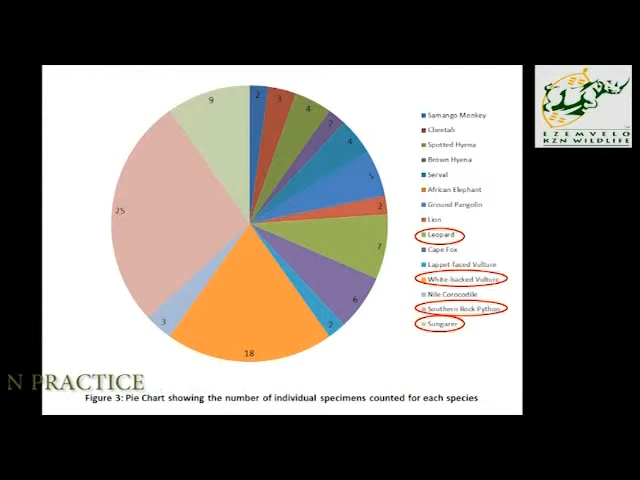 2
3
4
2
4
5
2
7
6
2
18
3
25
9
Samango Monkey
Cheetah
Spotted Hyena
Brown Hyena
Serval
African Elephant
Ground Pangolin
Lion
Leopard
Cape Fox
Lappet-faced Vulture
White-backed Vulture
Nile Corocodile
Southern Rock Python
Sungazer
EZEMVELO
KZN WILDLIFE
N PRACTICE
Figure 3: Pie Chart showing the number of individual specimens counted for each species